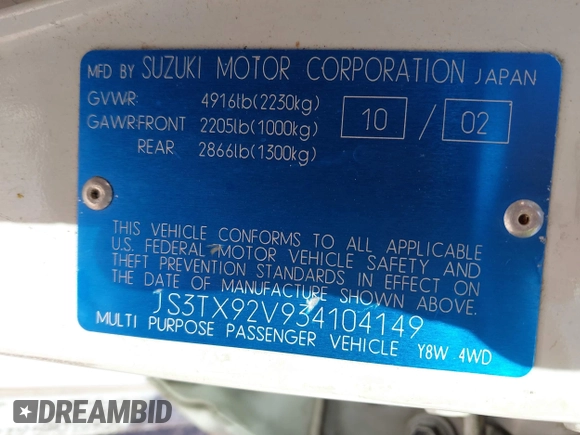 MFD BY SUZUKI MOTOR CORPORATION JAPAN
GVWR: 4916lb(2230kg)
GAWR:FRONT 2205lb(1000kg) 10 / 02
REAR 2866lb(1300kg)
THIS VEHICLE CONFORMS TO ALL APPLICABLE
U.S. FEDERAL MOTOR VEHICLE SAFETY AND
THEFT PREVENTION STANDARDS IN EFFECT ON
THE DATE OF MANUFACTURE SHOWN ABOVE.
JS3TX92V934104149
MULTI PURPOSE PASSENGER VEHICLE Y8W 4WD
DREAMBID